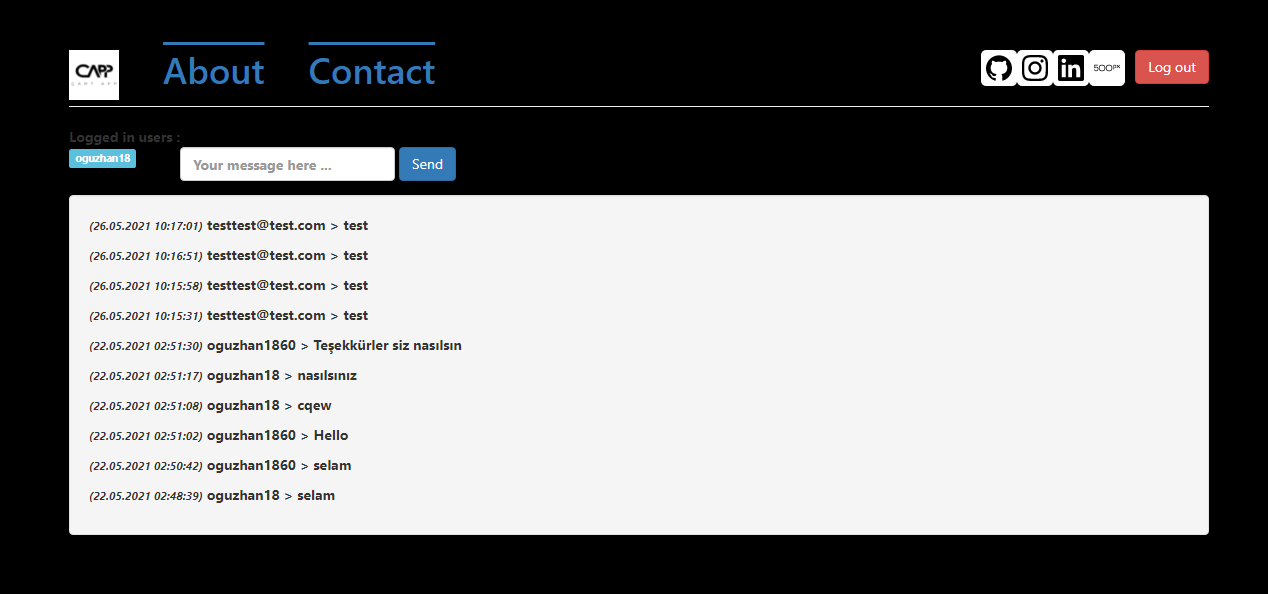 CAPP
About
Contact
500px
Log out
Logged in users :
oguzhan18
Your message here ...
Send
(26.05.2021 10:17:01) testtest@test.com > test
(26.05.2021 10:16:51) testtest@test.com > test
(26.05.2021 10:15:58) testtest@test.com > test
(26.05.2021 10:15:31) testtest@test.com > test
(22.05.2021 02:51:30) oguzhan1860 > Teşekkürler siz nasılsın
(22.05.2021 02:51:17) oguzhan18 > nasılsınız
(22.05.2021 02:51:08) oguzhan18 > cqew
(22.05.2021 02:51:02) oguzhan1860 > Hello
(22.05.2021 02:50:42) oguzhan1860 > selam
(22.05.2021 02:48:39) oguzhan18 > selam